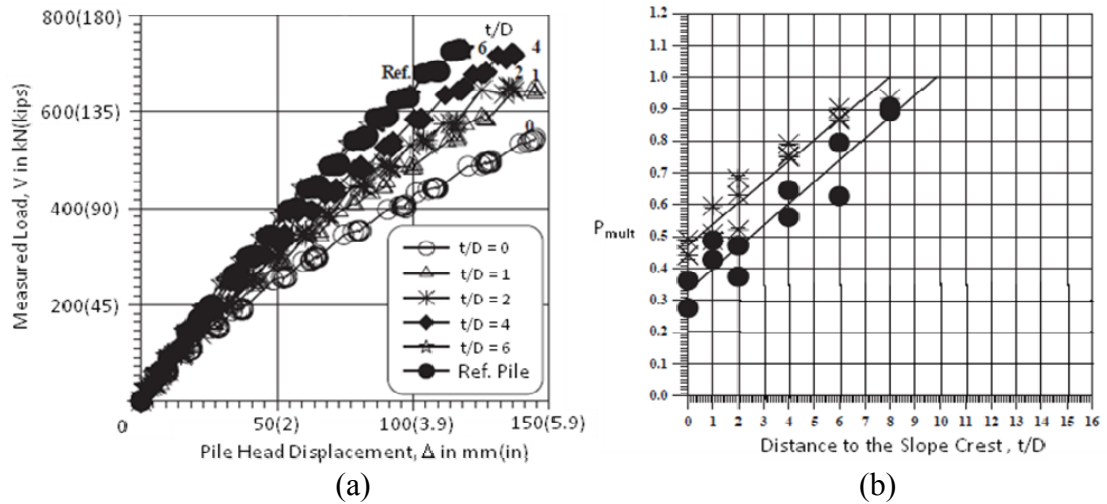 800(180)
600(135)
400(90)
200(45)
0
50(2)
100(3.9)
150(5.9)
Measured Load, V in kN(kips)
Pile Head Displacement, Δ in mm(in)
t/D
Ref.
6
4
2
1
0
t/D = 0
t/D = 1
t/D = 2
t/D = 4
t/D = 6
Ref. Pile
(a)
1.2
1.1
1.0
0.9
0.8
0.7
0.6
0.5
0.4
0.3
0.2
0.1
0.0
Pmult
0 1 2 3 4 5 6 7 8 9 10 11 12 13 14 15 16
Distance to the Slope Crest, t/D
(b)